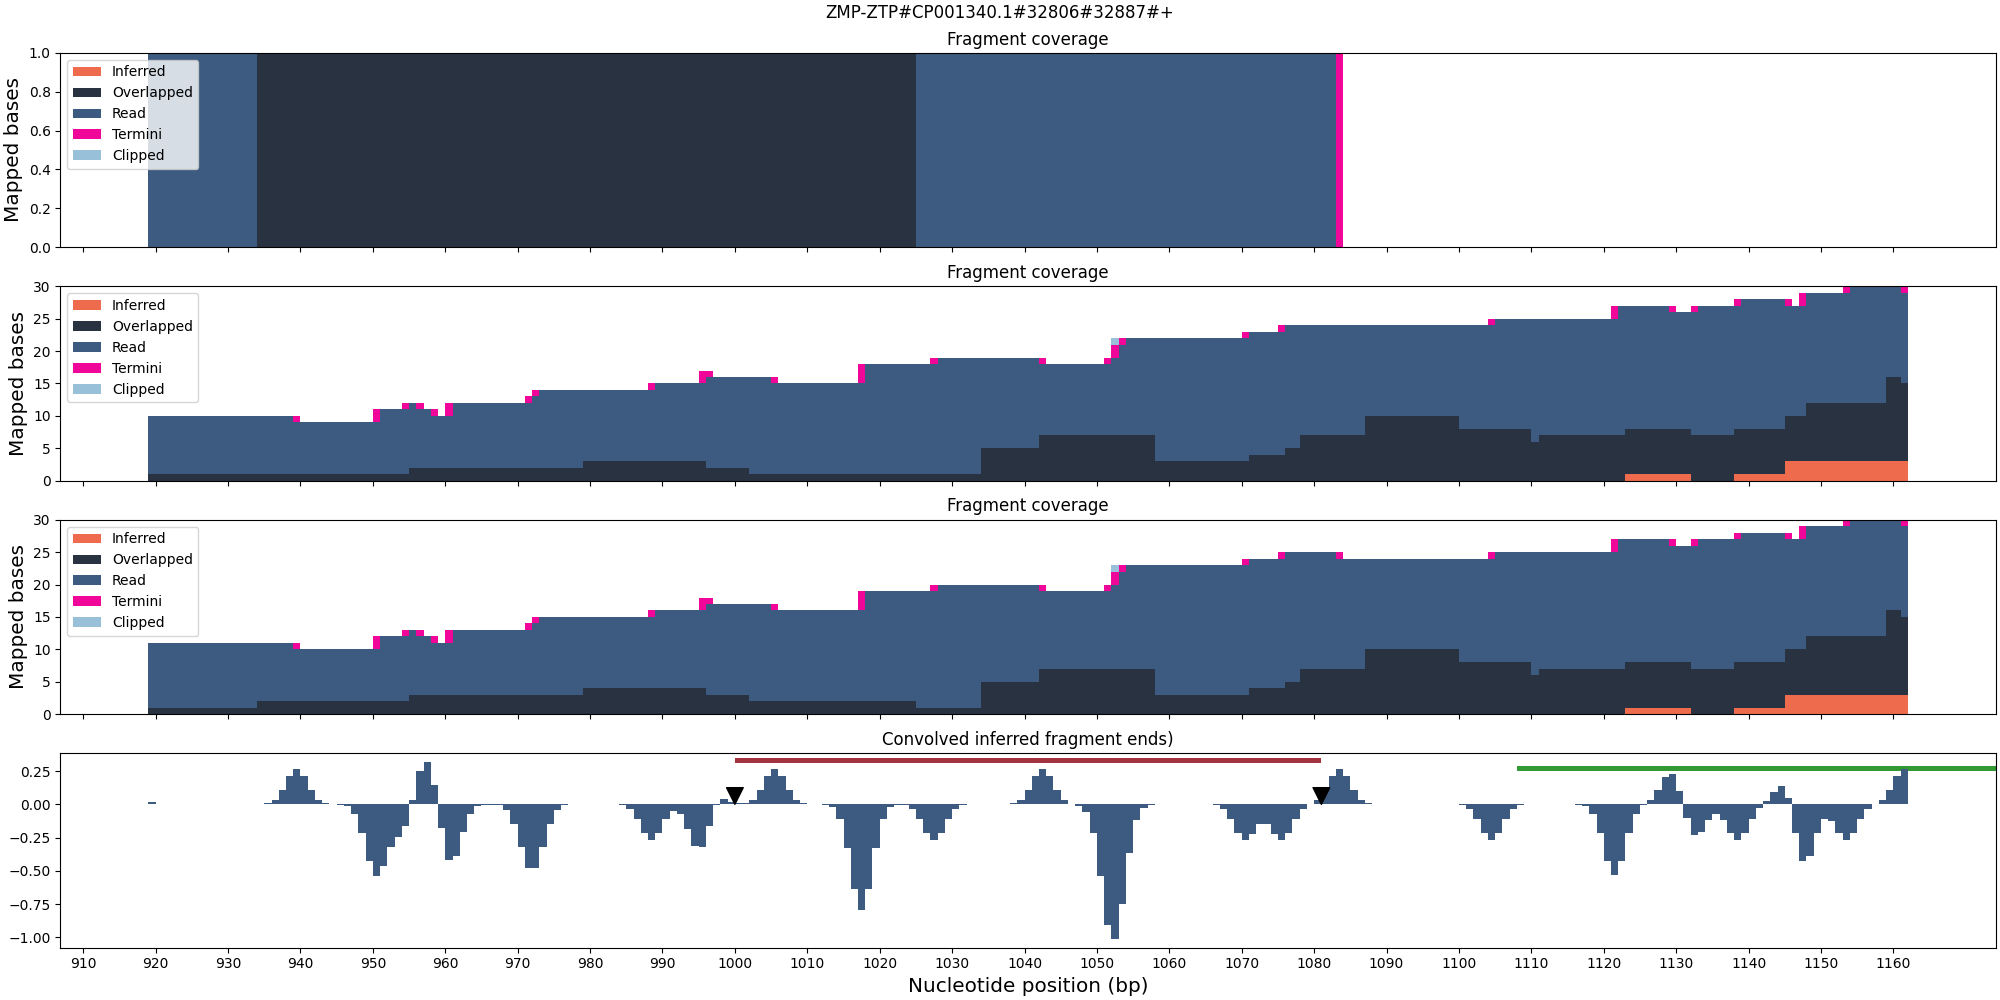 ZMP-ZTP#CP001340.1#32806#32887#+
Fragment coverage
Mapped bases
1.0
0.8
0.6
0.4
0.2
0.0
Inferred
Overlapped
Read
Termini
Clipped
Fragment coverage
Mapped bases
30
25
20
15
10
5
0
Inferred
Overlapped
Read
Termini
Clipped
Fragment coverage
Mapped bases
30
25
20
15
10
5
0
Inferred
Overlapped
Read
Termini
Clipped
Convolved inferred fragment ends)
0.25
0.00
−0.25
−0.50
−0.75
−1.00
910 920 930 940 950 960 970 980 990 1000 1010 1020 1030 1040 1050 1060 1070 1080 1090 1100 1110 1120 1130 1140 1150 1160
Nucleotide position (bp)